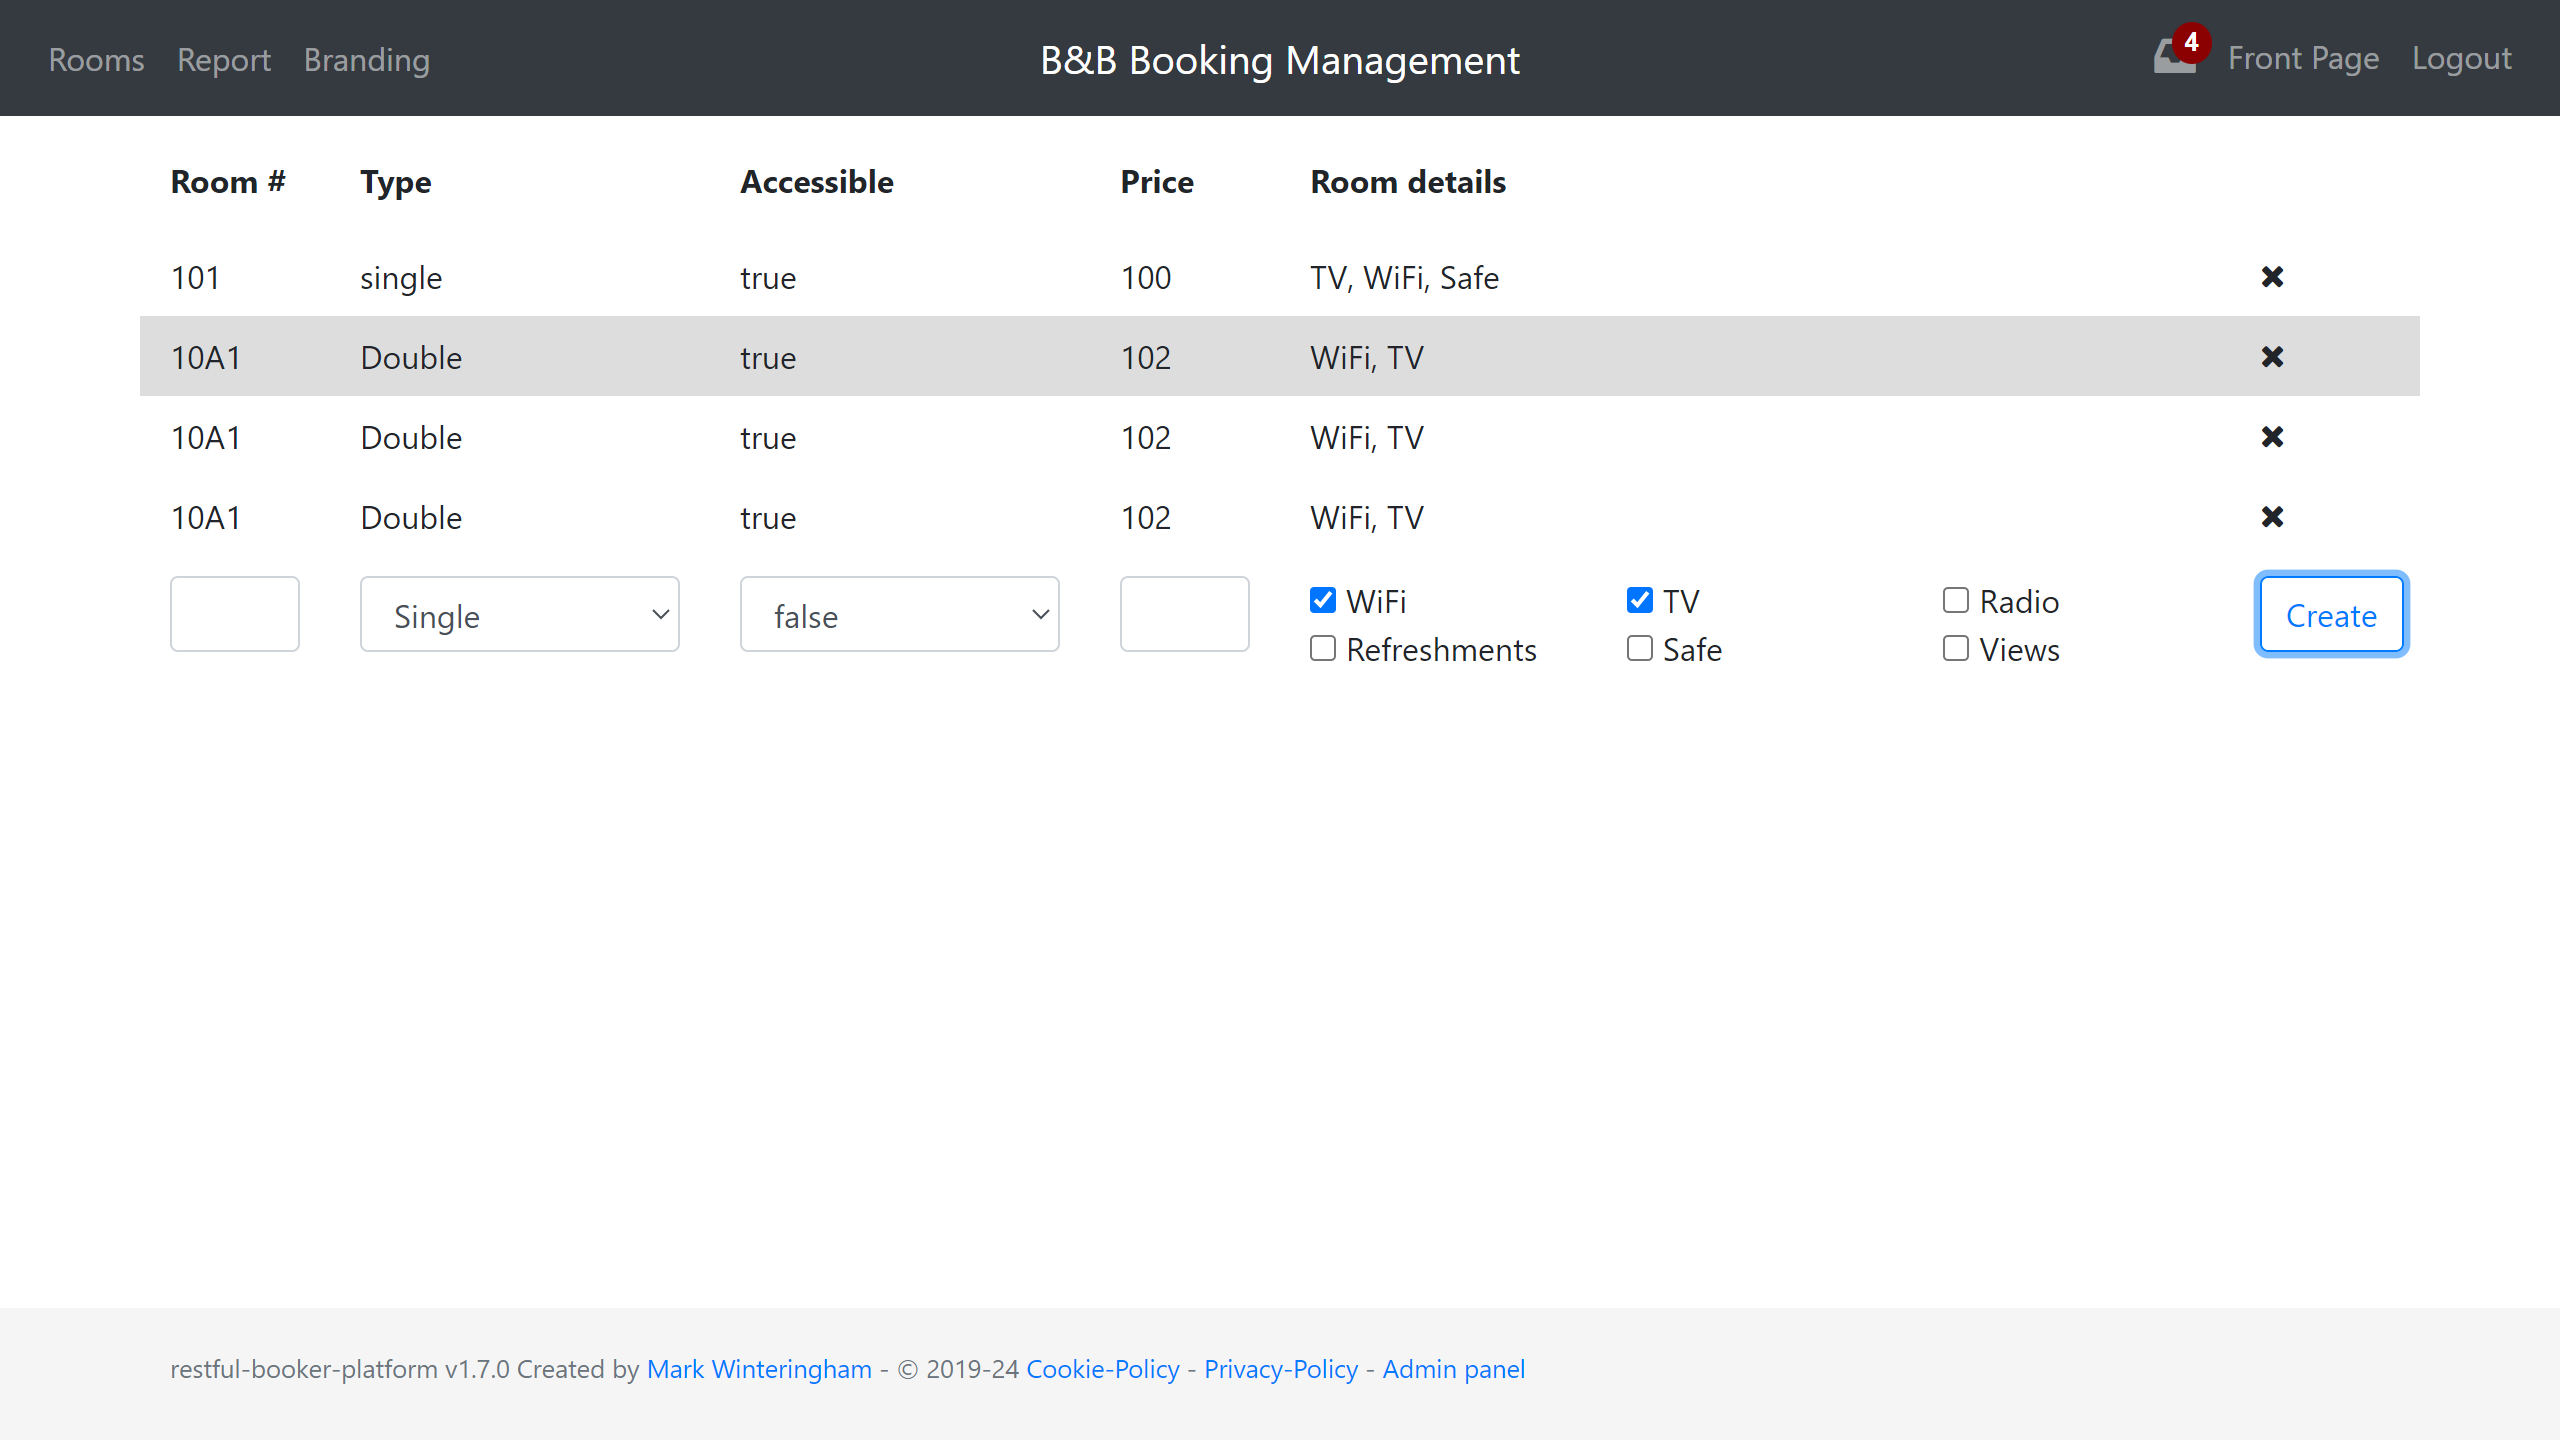 Rooms Report Branding B&B Booking Management 4 Front Page Logout
Room # Type Accessible Price Room details
101 single true 100 TV, WiFi, Safe
10A1 Double true 102 WiFi, TV
10A1 Double true 102 WiFi, TV
10A1 Double true 102 WiFi, TV
Single false WiFi TV Radio Create
Refreshments Safe Views
restful-booker-platform v1.7.0 Created by Mark Winteringham - © 2019-24 Cookie-Policy - Privacy-Policy - Admin panel